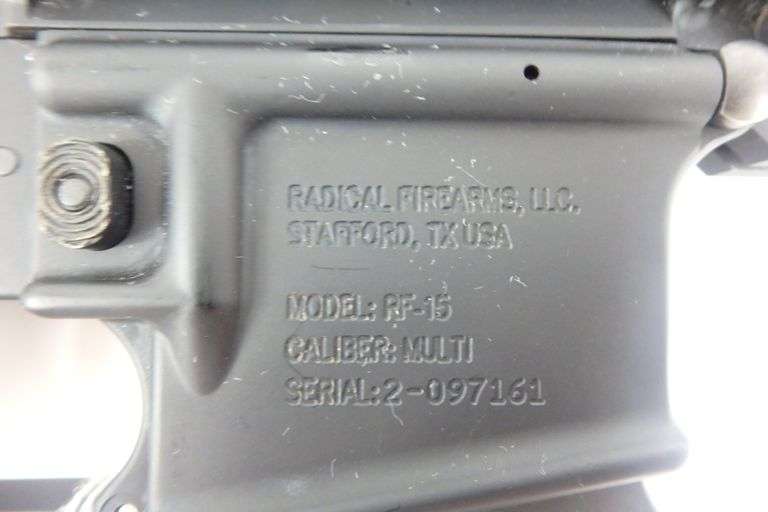 RADICAL FIREARMS, LLC.
STAFFORD, TX USA
MODEL: RF-15
CALIBER: MULTI
SERIAL: 2-097161